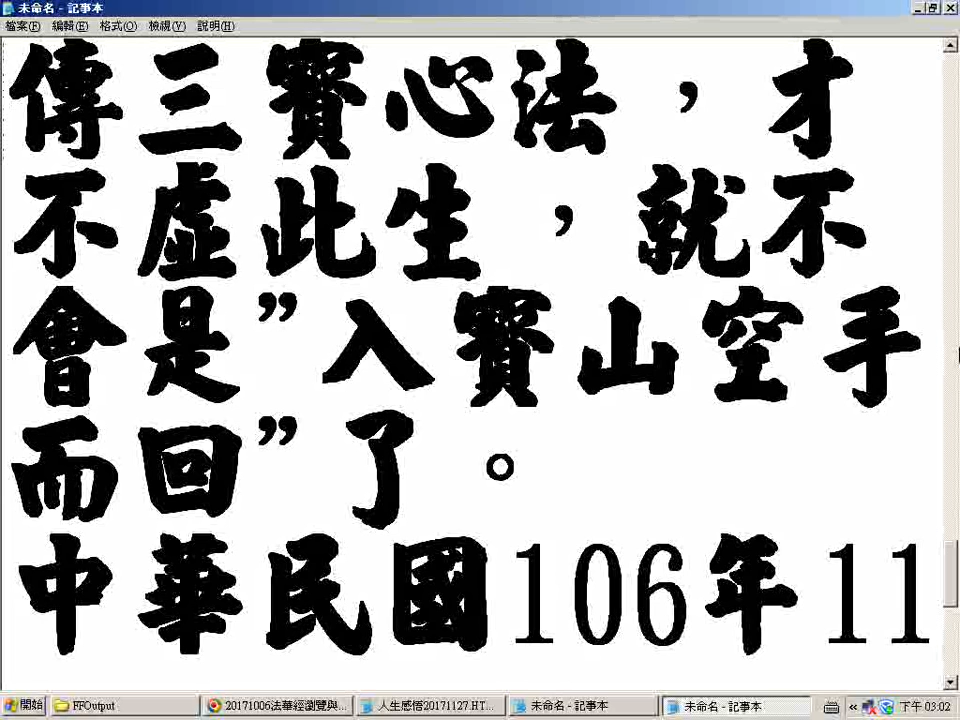 未命名 - 記事本
檔案(F) 編輯(E) 格式(O) 檢視(V) 說明(H)
傳三寶心法，才
不虛此生，就不
會是”入寶山空手
而回”了。
中華民國106年11
開始 FFOutput 20171006法華經瀏覽與... 人生感悟20171127.HT... 未命名 - 記事本 未命名 - 記事本 « 下午 03:02